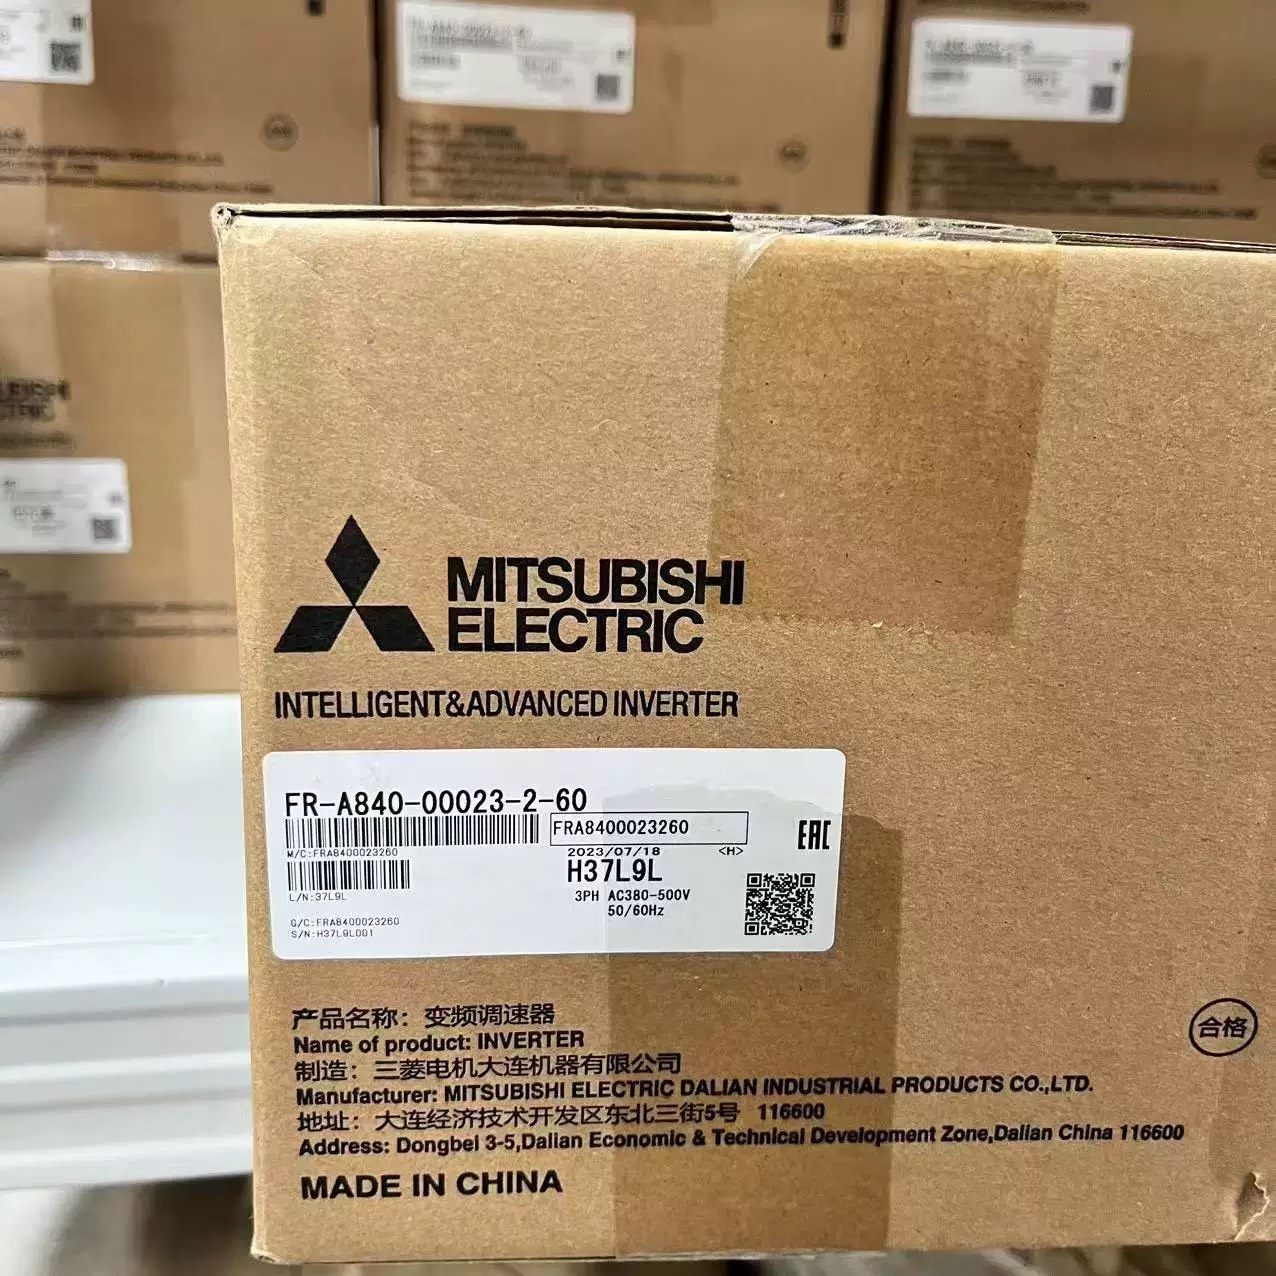 MITSUBISHI
ELECTRIC
INTELLIGENT&ADVANCED INVERTER
FR-A840-00023-2-60
FRA8400023260
EAC
M/C:FRA8400023260
2023/07/18 <H>
H37L9L
L/N:37L9L
3PH AC380-500V
50/60Hz
G/C:FRA8400023260
S/N:H37L9L001
产品名称：变频调速器
Name of product: INVERTER
制造：三菱电机大连机器有限公司
Manufacturer: MITSUBISHI ELECTRIC DALIAN INDUSTRIAL PRODUCTS CO.,LTD.
地址：大连经济技术开发区东北三街5号 116600
Address: Dongbei 3-5,Dalian Economic & Technical Development Zone,Dalian China 116600
合格
MADE IN CHINA